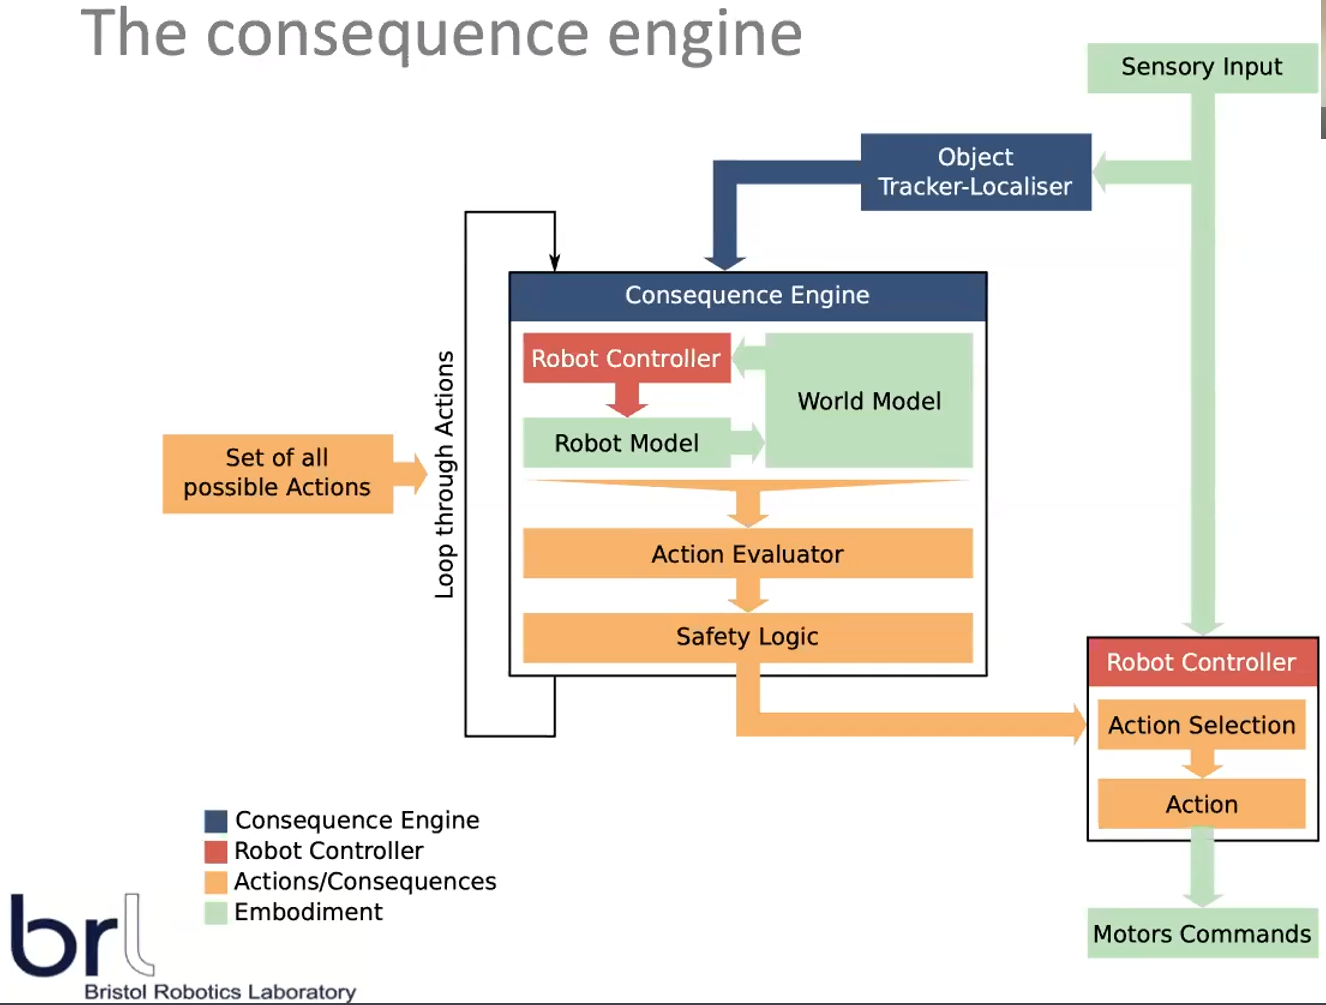 The consequence engine
Sensory Input
Object
Tracker-Localiser
Consequence Engine
Robot Controller
World Model
Robot Model
Set of all
possible Actions
Loop through Actions
Action Evaluator
Safety Logic
Robot Controller
Action Selection
Action
Motors Commands
Consequence Engine
Robot Controller
Actions/Consequences
Embodiment
brl
Bristol Robotics Laboratory